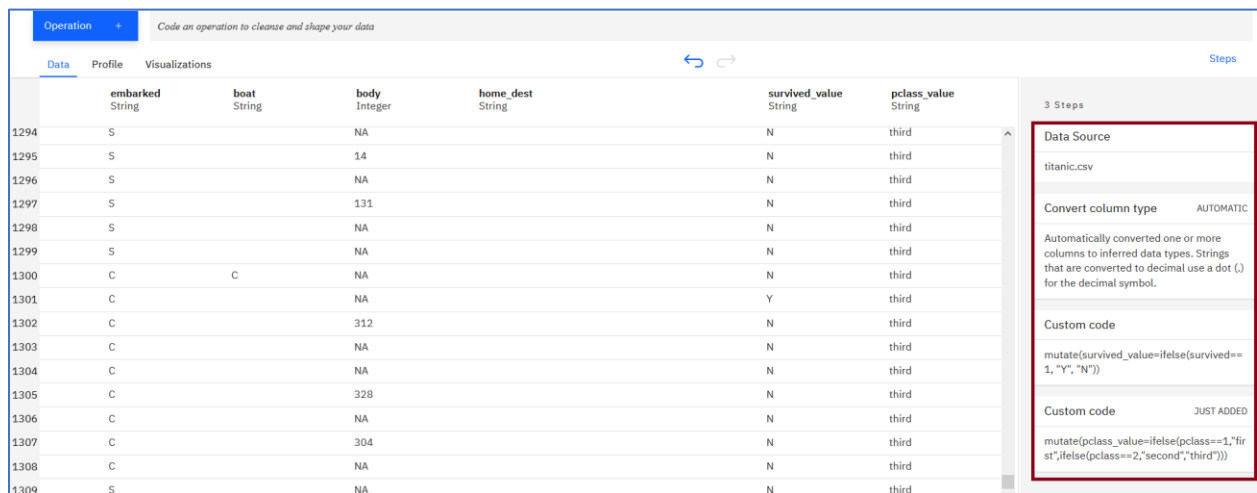 Operation +
Code an operation to cleanse and shape your data
Data Profile Visualizations
Steps
embarked boat body home_dest survived_value pclass_value
String String Integer String String String
1294 S NA N third
1295 S 14 N third
1296 S NA N third
1297 S 131 N third
1298 S NA N third
1299 S NA N third
1300 C C NA N third
1301 C NA Y third
1302 C 312 N third
1303 C NA N third
1304 C NA N third
1305 C 328 N third
1306 C NA N third
1307 C 304 N third
1308 C NA N third
1309 S NA N third
3 Steps
Data Source
titanic.csv
Convert column type AUTOMATIC
Automatically converted one or more
columns to inferred data types. Strings
that are converted to decimal use a dot (.)
for the decimal symbol.
Custom code
mutate(survived_value=ifelse(survived==
1, "Y", "N"))
Custom code JUST ADDED
mutate(pclass_value=ifelse(pclass==1,"fir
st",ifelse(pclass==2,"second","third")))